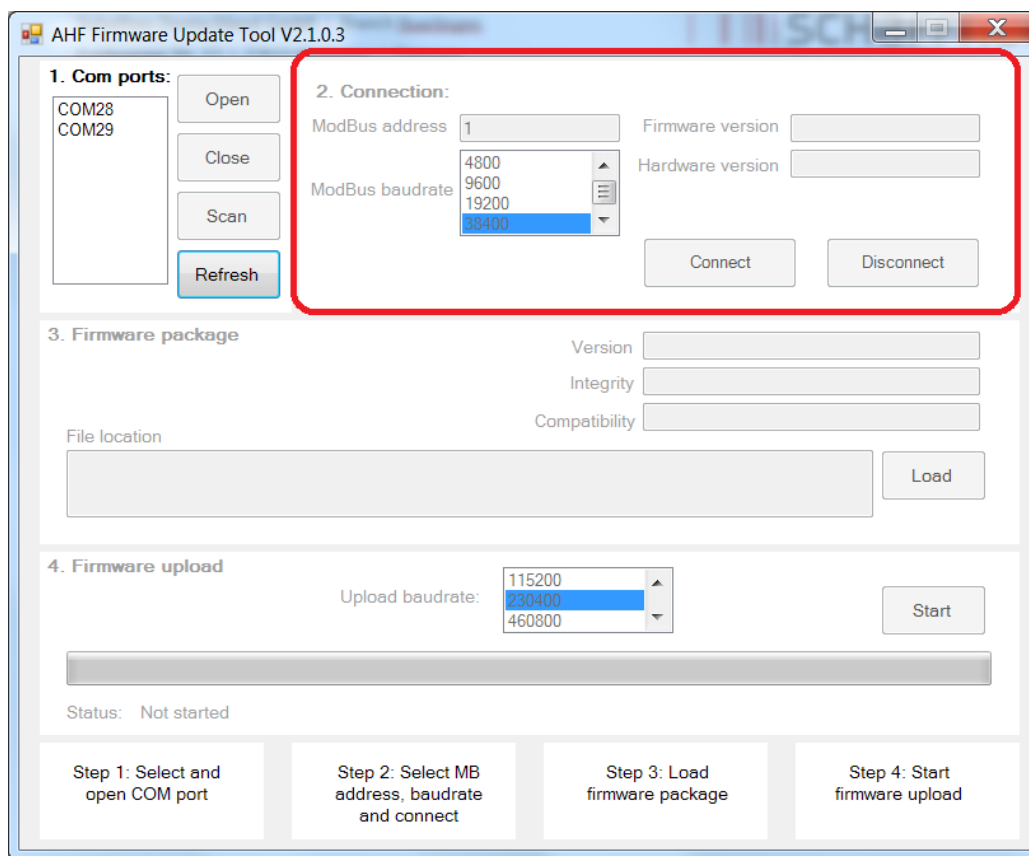 AHF Firmware Update Tool V2.1.0.3
1. Com ports:
COM28
COM29
Open
Close
Scan
Refresh
2. Connection:
ModBus address 1
ModBus baudrate
4800
9600
19200
38400
Firmware version
Hardware version
Connect Disconnect
3. Firmware package
Version
Integrity
Compatibility
File location
Load
4. Firmware upload
Upload baudrate:
115200
230400
460800
Start
Status: Not started
Step 1: Select and
open COM port
Step 2: Select MB
address, baudrate
and connect
Step 3: Load
firmware package
Step 4: Start
firmware upload